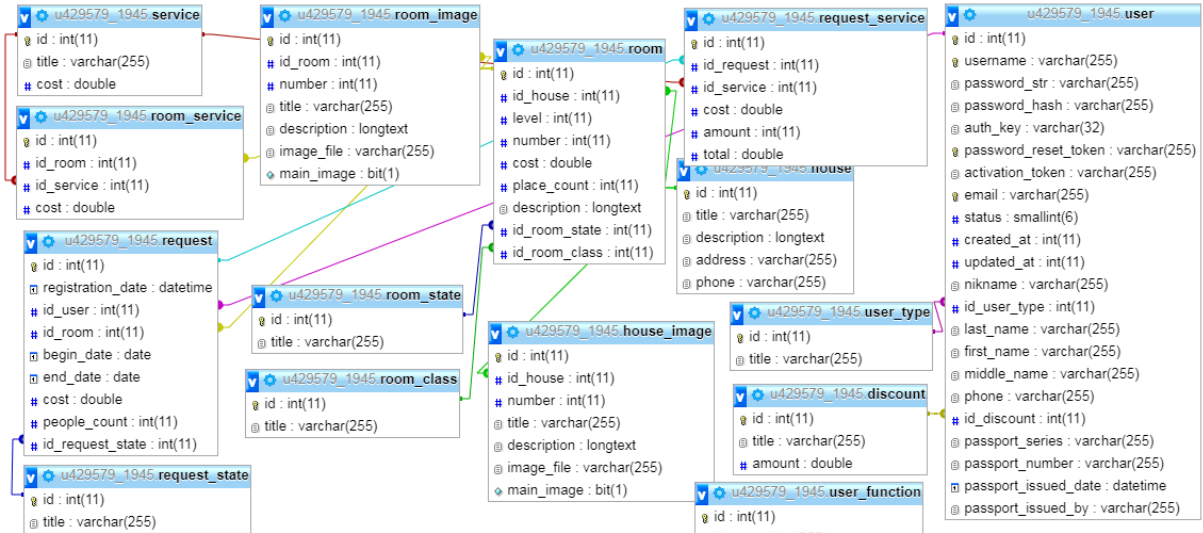 u429579_1945.service
id : int(11)
title : varchar(255)
cost : double
u429579_1945.room_service
id : int(11)
id_room : int(11)
id_service : int(11)
cost : double
u429579_1945.request
id : int(11)
registration_date : datetime
id_user : int(11)
id_room : int(11)
begin_date : date
end_date : date
cost : double
people_count : int(11)
id_request_state : int(11)
u429579_1945.request_state
id : int(11)
title : varchar(255)
u429579_1945.room_image
id : int(11)
id_room : int(11)
number : int(11)
title : varchar(255)
description : longtext
image_file : varchar(255)
main_image : bit(1)
u429579_1945.room_state
id : int(11)
title : varchar(255)
u429579_1945.room_class
id : int(11)
title : varchar(255)
u429579_1945.room
id : int(11)
id_house : int(11)
level : int(11)
number : int(11)
cost : double
place_count : int(11)
description : longtext
id_room_state : int(11)
id_room_class : int(11)
u429579_1945.house_image
id : int(11)
id_house : int(11)
number : int(11)
title : varchar(255)
description : longtext
image_file : varchar(255)
main_image : bit(1)
u429579_1945.request_service
id : int(11)
id_request : int(11)
id_service : int(11)
cost : double
amount : int(11)
total : double
u429579_1945.house
id : int(11)
title : varchar(255)
description : longtext
address : varchar(255)
phone : varchar(255)
u429579_1945.user_type
id : int(11)
title : varchar(255)
u429579_1945.discount
id : int(11)
title : varchar(255)
amount : double
u429579_1945.user_function
id : int(11)
u429579_1945.user
id : int(11)
username : varchar(255)
password_str : varchar(255)
password_hash : varchar(255)
auth_key : varchar(32)
password_reset_token : varchar(255)
activation_token : varchar(255)
email : varchar(255)
status : smallint(6)
created_at : int(11)
updated_at : int(11)
nikname : varchar(255)
id_user_type : int(11)
last_name : varchar(255)
first_name : varchar(255)
middle_name : varchar(255)
phone : varchar(255)
id_discount : int(11)
passport_series : varchar(255)
passport_number : varchar(255)
passport_issued_date : datetime
passport_issued_by : varchar(255)